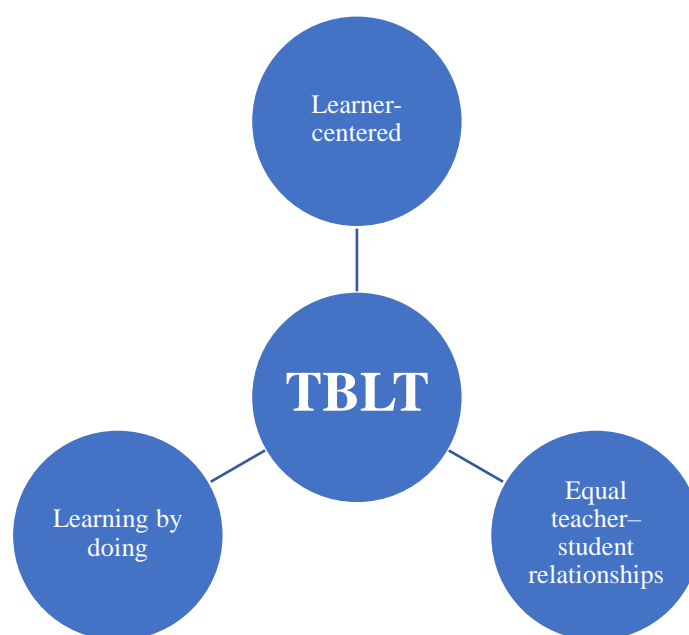 Learner-
centered
TBLT
Learning by
doing
Equal
teacher–
student
relationships